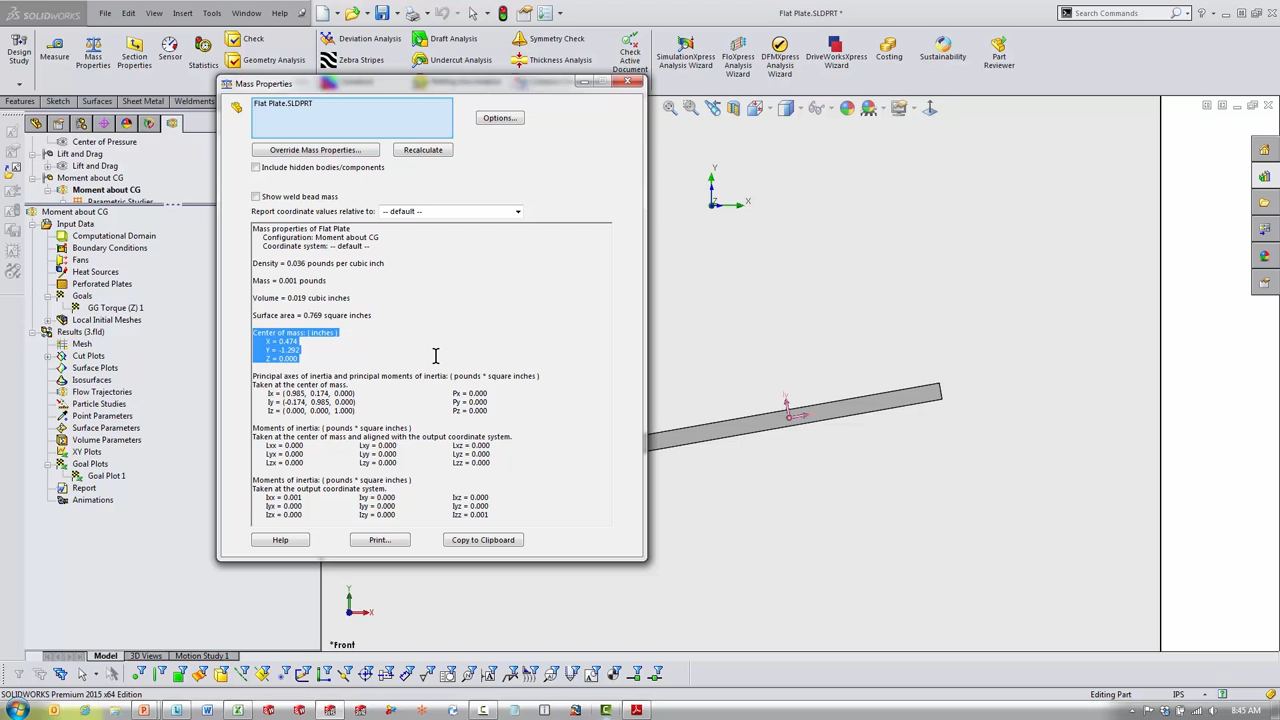 SOLIDWORKS
File
Edit
View
Insert
Tools
Window
Help
Flat Plate.SLDPRT *
Search Commands
Design Study
Measure
Mass Properties
Section Properties
Sensor
Statistics
Check
Geometry Analysis
Deviation Analysis
Zebra Stripes
Draft Analysis
Undercut Analysis
Symmetry Check
Thickness Analysis
Check Active Document
SimulationXpress Analysis Wizard
FloXpress Analysis Wizard
DFMXpress Analysis Wizard
DriveWorksXpress Wizard
Costing
Sustainability
Part Reviewer
Features
Sketch
Surfaces
Sheet Metal
Weldments
Center of Pressure
Lift and Drag
Lift and Drag
Moment about CG
Moment about CG
Parametric Studies
Moment about CG
Input Data
Computational Domain
Boundary Conditions
Fans
Heat Sources
Perforated Plates
Goals
GG Torque (Z) 1
Local Initial Meshes
Results (3.fld)
Mesh
Cut Plots
Surface Plots
Isosurfaces
Flow Trajectories
Particle Studies
Point Parameters
Surface Parameters
Volume Parameters
XY Plots
Goal Plots
Goal Plot 1
Report
Animations
Mass Properties
Flat Plate.SLDPRT
Options...
Override Mass Properties...
Recalculate
Include hidden bodies/components
Show weld bead mass
Report coordinate values relative to:
-- default --
Mass properties of Flat Plate
Configuration: Moment about CG
Coordinate system: -- default --
Density = 0.036 pounds per cubic inch
Mass = 0.001 pounds
Volume = 0.019 cubic inches
Surface area = 0.769 square inches
Center of mass: ( inches )
X = 0.474
Y = -1.292
Z = 0.000
Principal axes of inertia and principal moments of inertia: ( pounds * square inches )
Taken at the center of mass.
Ix = ( 0.985, 0.174, 0.000) Px = 0.000
Iy = (-0.174, 0.985, 0.000) Py = 0.000
Iz = ( 0.000, 0.000, 1.000) Pz = 0.000
Moments of inertia: ( pounds * square inches )
Taken at the center of mass and aligned with the output coordinate system.
Lxx = 0.000 Lxy = 0.000 Lxz = 0.000
Lyx = 0.000 Lyy = 0.000 Lyz = 0.000
Lzx = 0.000 Lzy = 0.000 Lzz = 0.000
Moments of inertia: ( pounds * square inches )
Taken at the output coordinate system.
Ixx = 0.001 Ixy = 0.000 Ixz = 0.000
Iyx = 0.000 Iyy = 0.000 Iyz = 0.000
Izx = 0.000 Izy = 0.000 Izz = 0.001
Help
Print...
Copy to Clipboard
Y
X
Z
Y
X
*Front
Model
3D Views
Motion Study 1
SOLIDWORKS Premium 2015 x64 Edition
Editing Part
IPS
8:45 AM